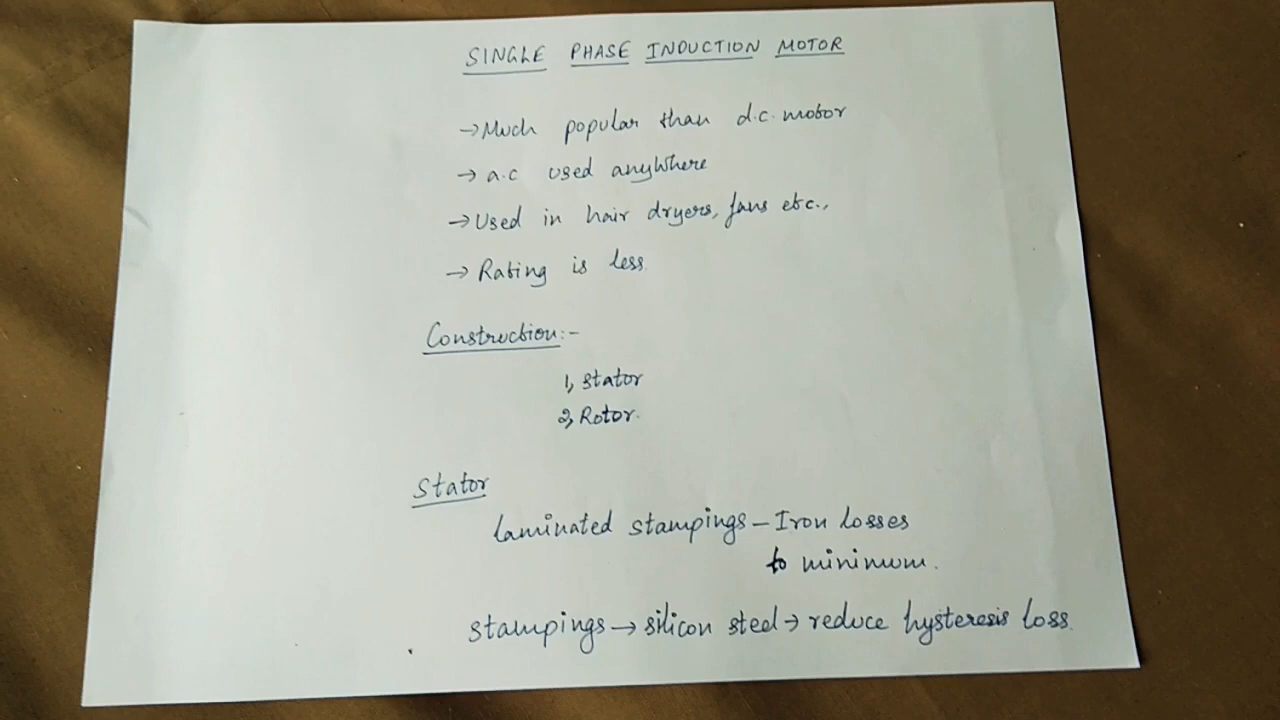 SINGLE PHASE INDUCTION MOTOR
→ Much popular than d.c. motor
→ a.c used anywhere
→ Used in hair dryers, fans etc.,
→ Rating is less.
Construction:-
1, Stator
2, Rotor.
Stator
laminated stampings – Iron losses
to minimum.
stampings → silicon steel → reduce hysteresis loss.